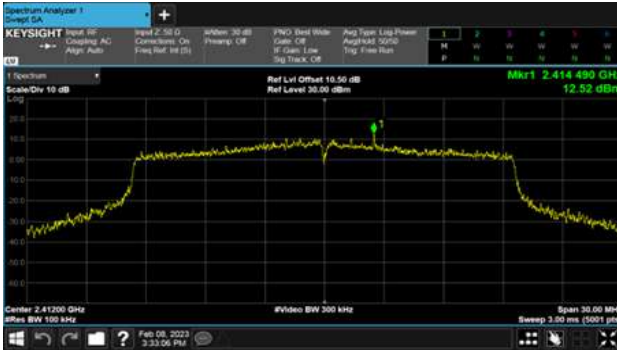 Spectrum Analyzer 1
Swept SA
+
KEYSIGHT Input: RF Input Z: 50 Ω #Atten: 30 dB PNO: Best Wide Avg Type: Log-Power 1 2 3 4 5 6
Coupling: AC Corrections: On Preamp: Off Gate: Off Avg|Hold: 50/50 M W W W W W
Align: Auto Freq Ref: Int (S) IF Gain: Low Trig: Free Run
Sig Track: Off P N N N N N
1 Spectrum
Ref Lvl Offset 10.50 dB Mkr1 2.414 490 GH
Scale/Div 10 dB Ref Level 30.00 dBm 12.52 dBm
Log
20.0
10.0
0.00
-10.0
-20.0
-30.0
-40.0
-50.0
-60.0
1
Center 2.41200 GHz #Video BW 300 kHz Span 30.00 MH
#Res BW 100 kHz Sweep 3.00 ms (5001 pts
? Feb 08, 2023
3:33:06 PM